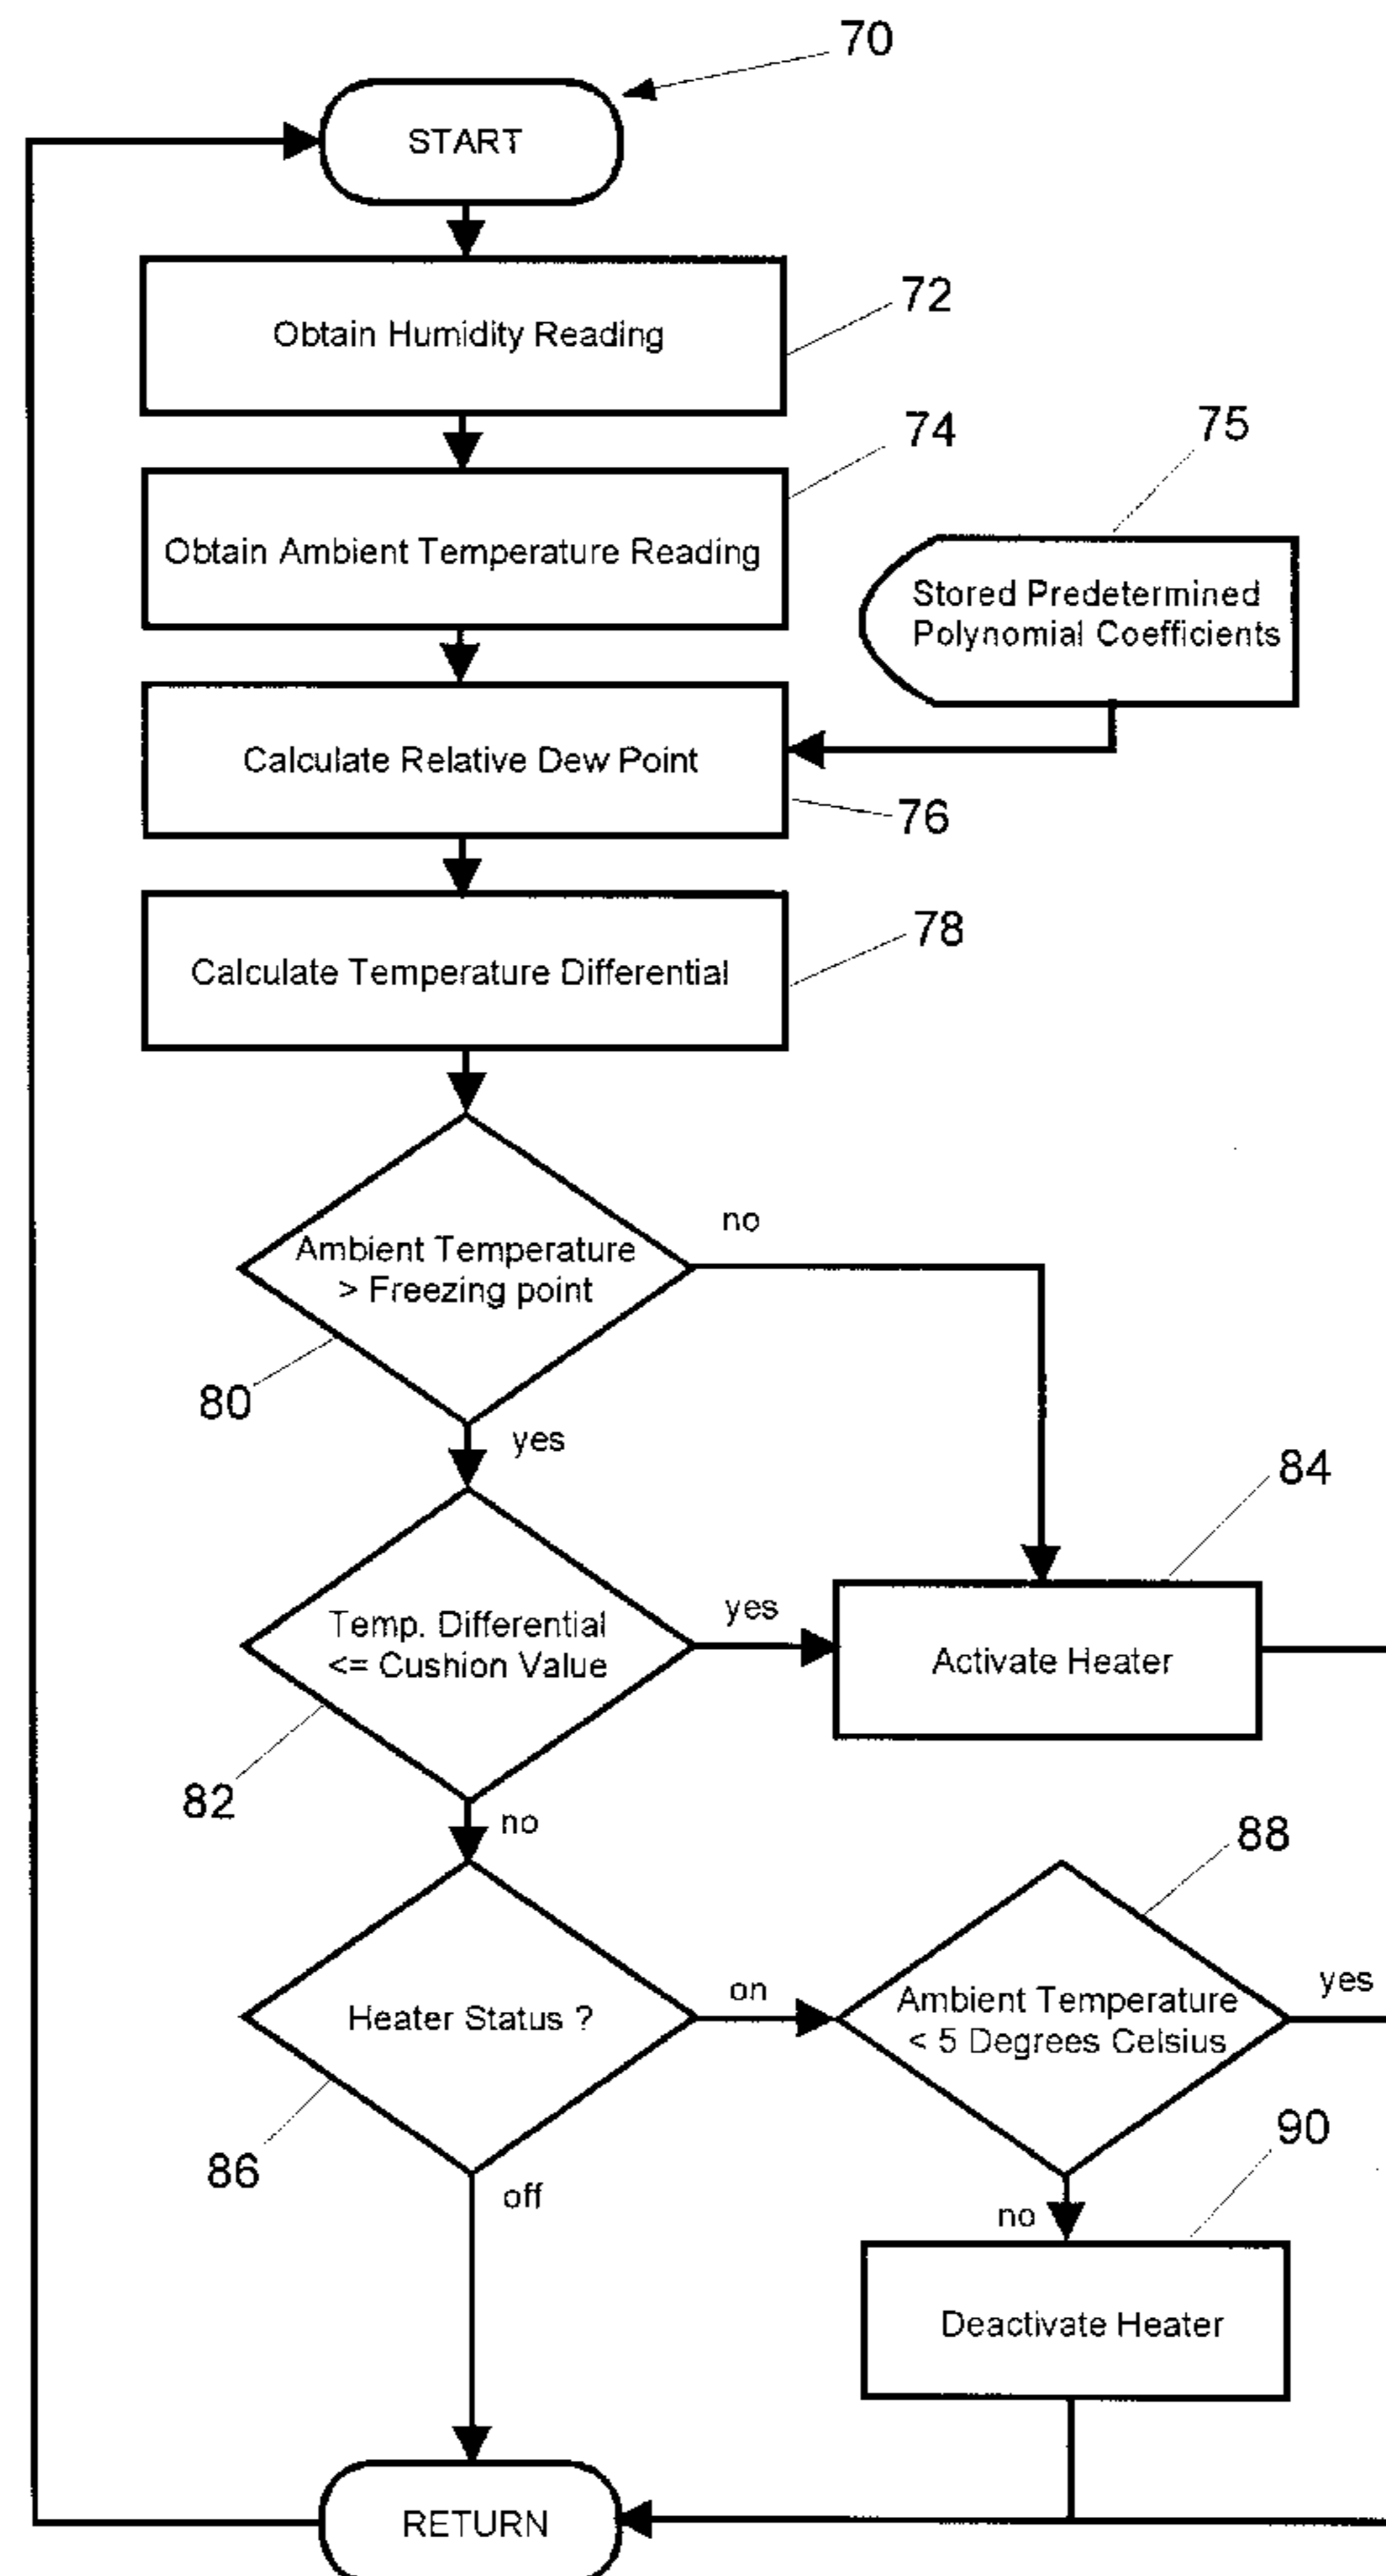 70
START
72
Obtain Humidity Reading
74
Obtain Ambient Temperature Reading
75
Stored Predetermined
Polynomial Coefficients
Calculate Relative Dew Point
76
78
Calculate Temperature Differential
Ambient Temperature
> Freezing point
no
80
yes
84
Temp. Differential
<= Cushion Value
yes
Activate Heater
82
no
88
Heater Status ?
on
Ambient Temperature
< 5 Degrees Celsius
yes
86
off
90
no
Deactivate Heater
RETURN